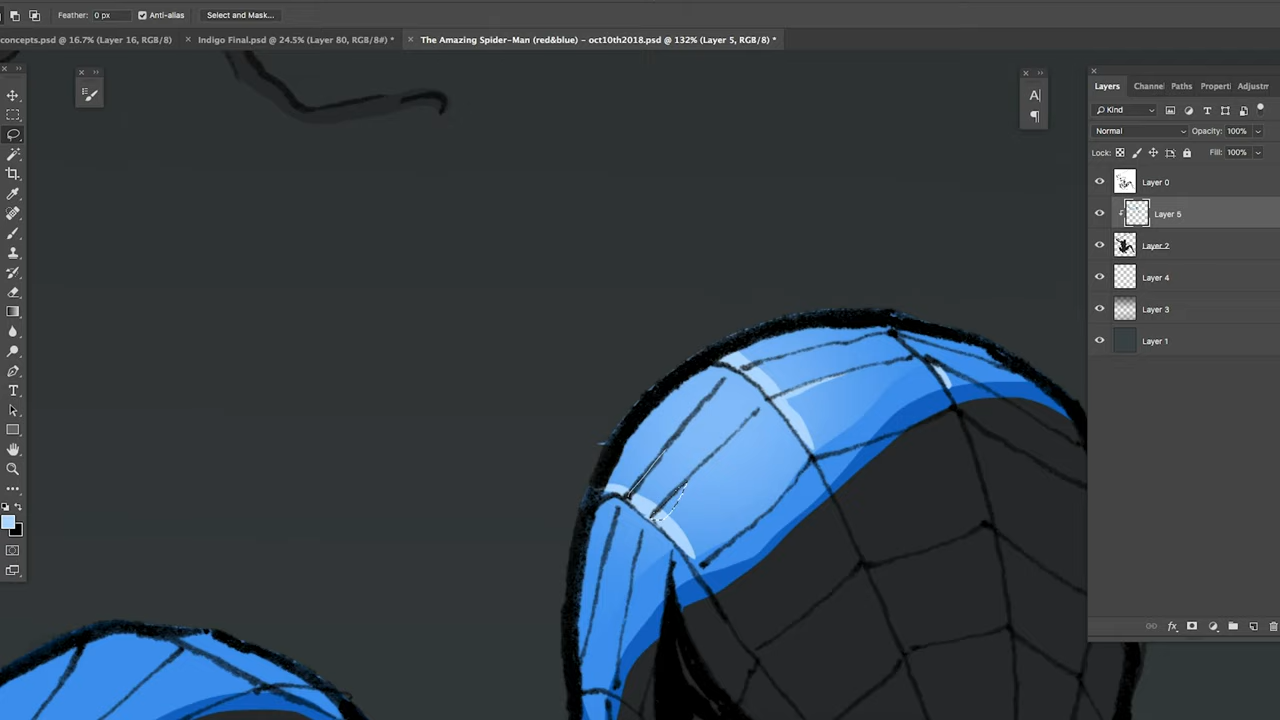 Feather: 0 px Anti-alias Select and Mask...
concepts.psd @ 16.7% (Layer 16, RGB/8) × Indigo Final.psd @ 24.5% (Layer 80, RGB/8#) * × The Amazing Spider-Man (red&blue) – oct10th2018.psd @ 132% (Layer 5, RGB/8) *
Layers Channe Paths Properti Adjustr
Kind
Normal Opacity: 100%
Lock: Fill: 100%
Layer 0
Layer 5
Layer 2
Layer 4
Layer 3
Layer 1